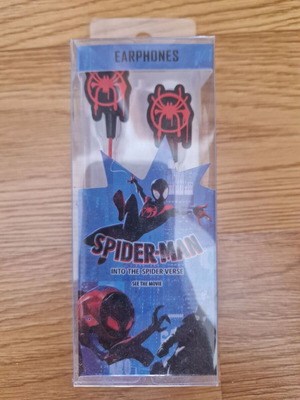 EARPHONES
SPIDER-MAN
INTO THE SPIDER-VERSE
SEE THE MOVIE